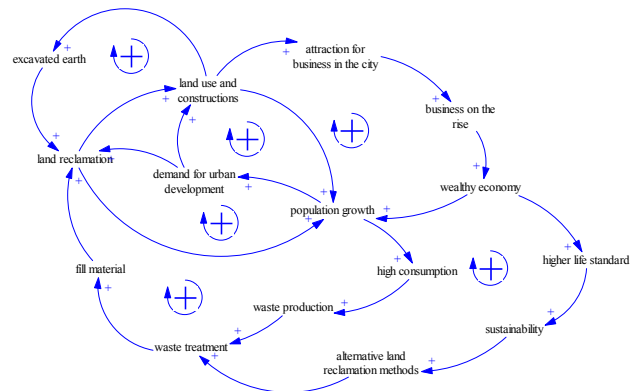 excavated earth
attraction for
business in the city
land use and
constructions
business on the
rise
land reclamation
demand for urban
development
wealthy economy
population growth
higher life standard
fill material
high consumption
waste production
sustainability
waste treatment
alternative land
reclamation methods